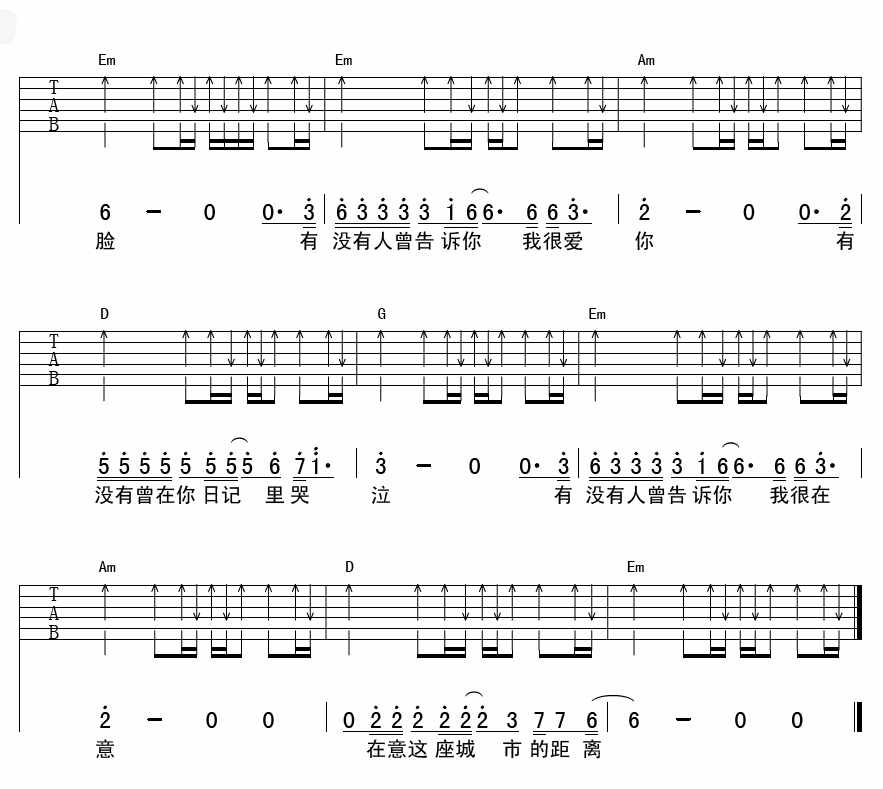 Em Em Am
T
A
B
6 — 0 0· 3 6 3 3 3 3 1 6 6· 6 6 3· 2 — 0 0· 2
脸 有 没有人曾告诉你 我很爱 你 有
D G Em
T
A
B
5 5 5 5 5 5 5 5 6 7 1· 3 — 0 0· 3 6 3 3 3 3 1 6 6· 6 6 3·
没有曾在你日记 里哭 泣 有 没有人曾告诉你 我很在
Am D Em
T
A
B
2 — 0 0 0 2 2 2 2 2 2 3 7 7 6 6 — 0 0
意 在意这座城 市的距离